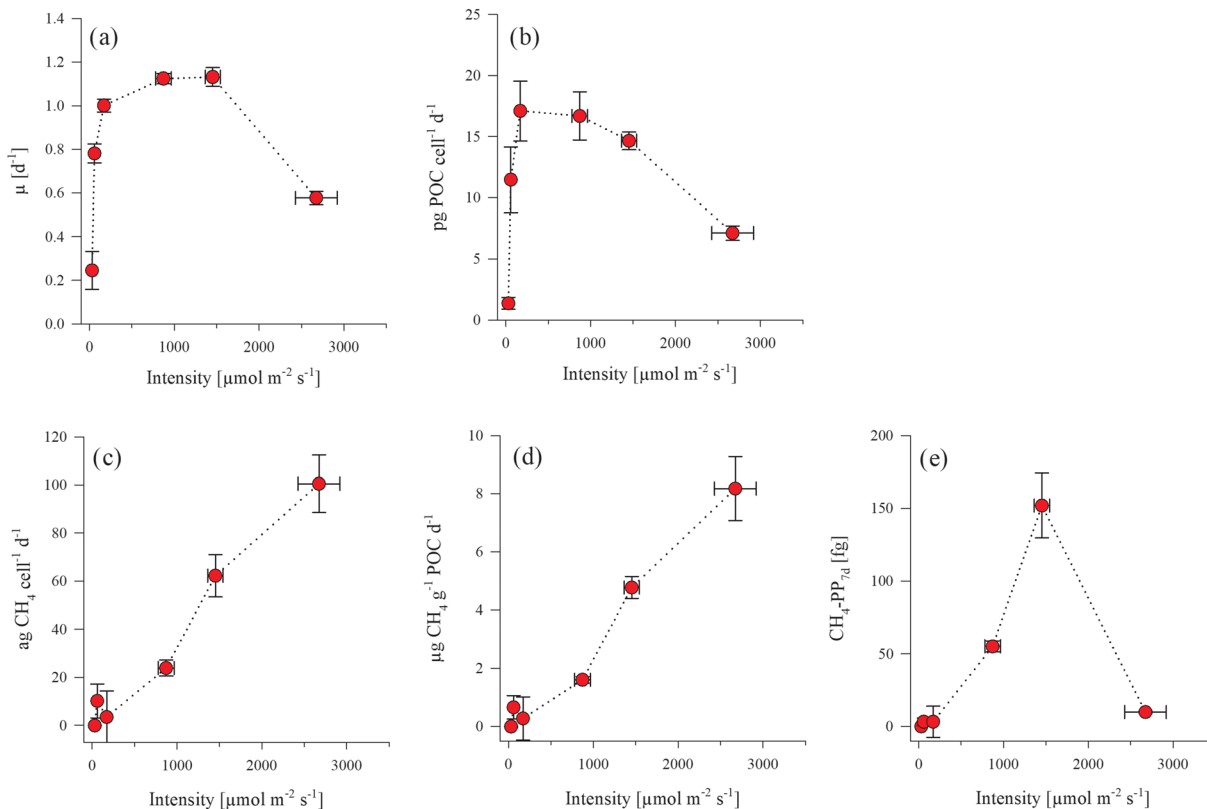 (a)
1.4
1.2
1.0
0.8
0.6
0.4
0.2
0.0
µ [d⁻¹]
0 1000 2000 3000
Intensity [µmol m⁻² s⁻¹]
(b)
25
20
15
10
5
0
pg POC cell⁻¹ d⁻¹
0 1000 2000 3000
Intensity [µmol m⁻² s⁻¹]
(c)
120
100
80
60
40
20
0
ag CH₄ cell⁻¹ d⁻¹
0 1000 2000 3000
Intensity [µmol m⁻² s⁻¹]
(d)
10
8
6
4
2
0
µg CH₄ g⁻¹ POC d⁻¹
0 1000 2000 3000
Intensity [µmol m⁻² s⁻¹]
(e)
200
150
100
50
0
CH₄-PP₇d [fg]
0 1000 2000 3000
Intensity [µmol m⁻² s⁻¹]